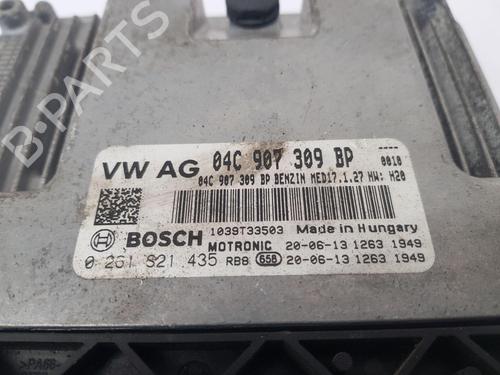 B-PARTS
VW AG 04C 907 309 BP ----
0010
04C 907 309 BP BENZIN MED17.1.27 HW: H20
BOSCH 1039T33503 Made in Hungary
MOTRONIC 20-06-13 1263 1949
0 261 S21 435 RB8 658 20-06-13 1263 1949
>PA66-